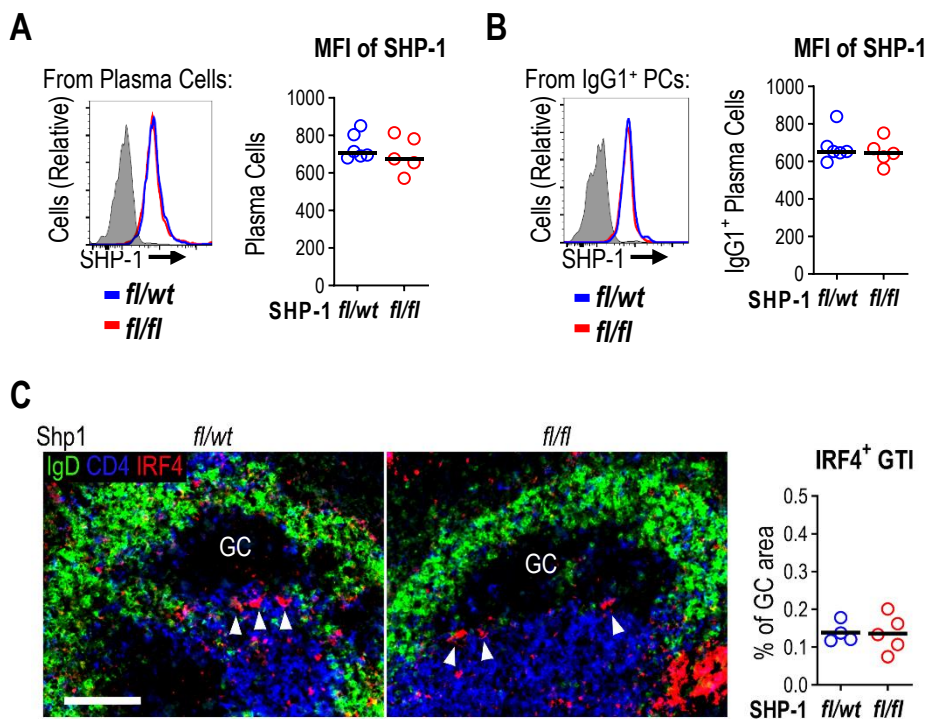 A
MFI of SHP-1
From Plasma Cells:
Cells (Relative)
SHP-1
fl/wt
fl/fl
Plasma Cells
1000
800
600
400
200
0
SHP-1 fl/wt fl/fl
B
MFI of SHP-1
From IgG1⁺ PCs:
Cells (Relative)
SHP-1
fl/wt
fl/fl
IgG1⁺ Plasma Cells
1000
800
600
400
200
0
SHP-1 fl/wt fl/fl
C
Shp1 fl/wt fl/fl
IgD CD4 IRF4
GC
GC
IRF4⁺ GTI
% of GC area
0.5
0.4
0.3
0.2
0.1
0.0
SHP-1 fl/wt fl/fl